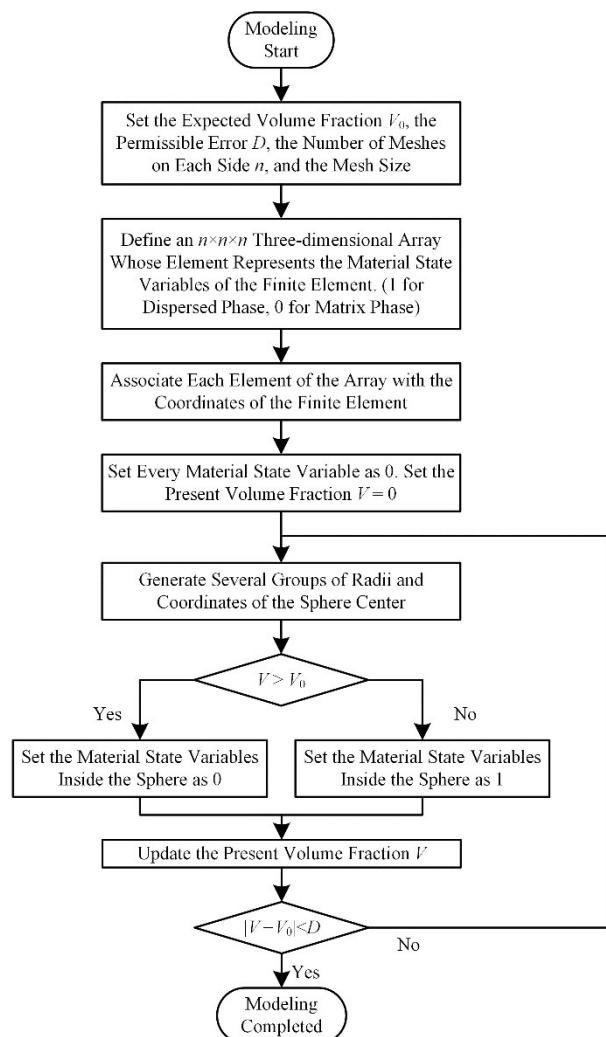 Modeling
Start
Set the Expected Volume Fraction V₀, the
Permissible Error D, the Number of Meshes
on Each Side n, and the Mesh Size
Define an n×n×n Three-dimensional Array
Whose Element Represents the Material State
Variables of the Finite Element. (1 for
Dispersed Phase, 0 for Matrix Phase)
Associate Each Element of the Array with the
Coordinates of the Finite Element
Set Every Material State Variable as 0. Set the
Present Volume Fraction V = 0
Generate Several Groups of Radii and
Coordinates of the Sphere Center
V > V₀
Yes
No
Set the Material State Variables
Inside the Sphere as 0
Set the Material State Variables
Inside the Sphere as 1
Update the Present Volume Fraction V
|V−V₀|<D
No
Yes
Modeling
Completed